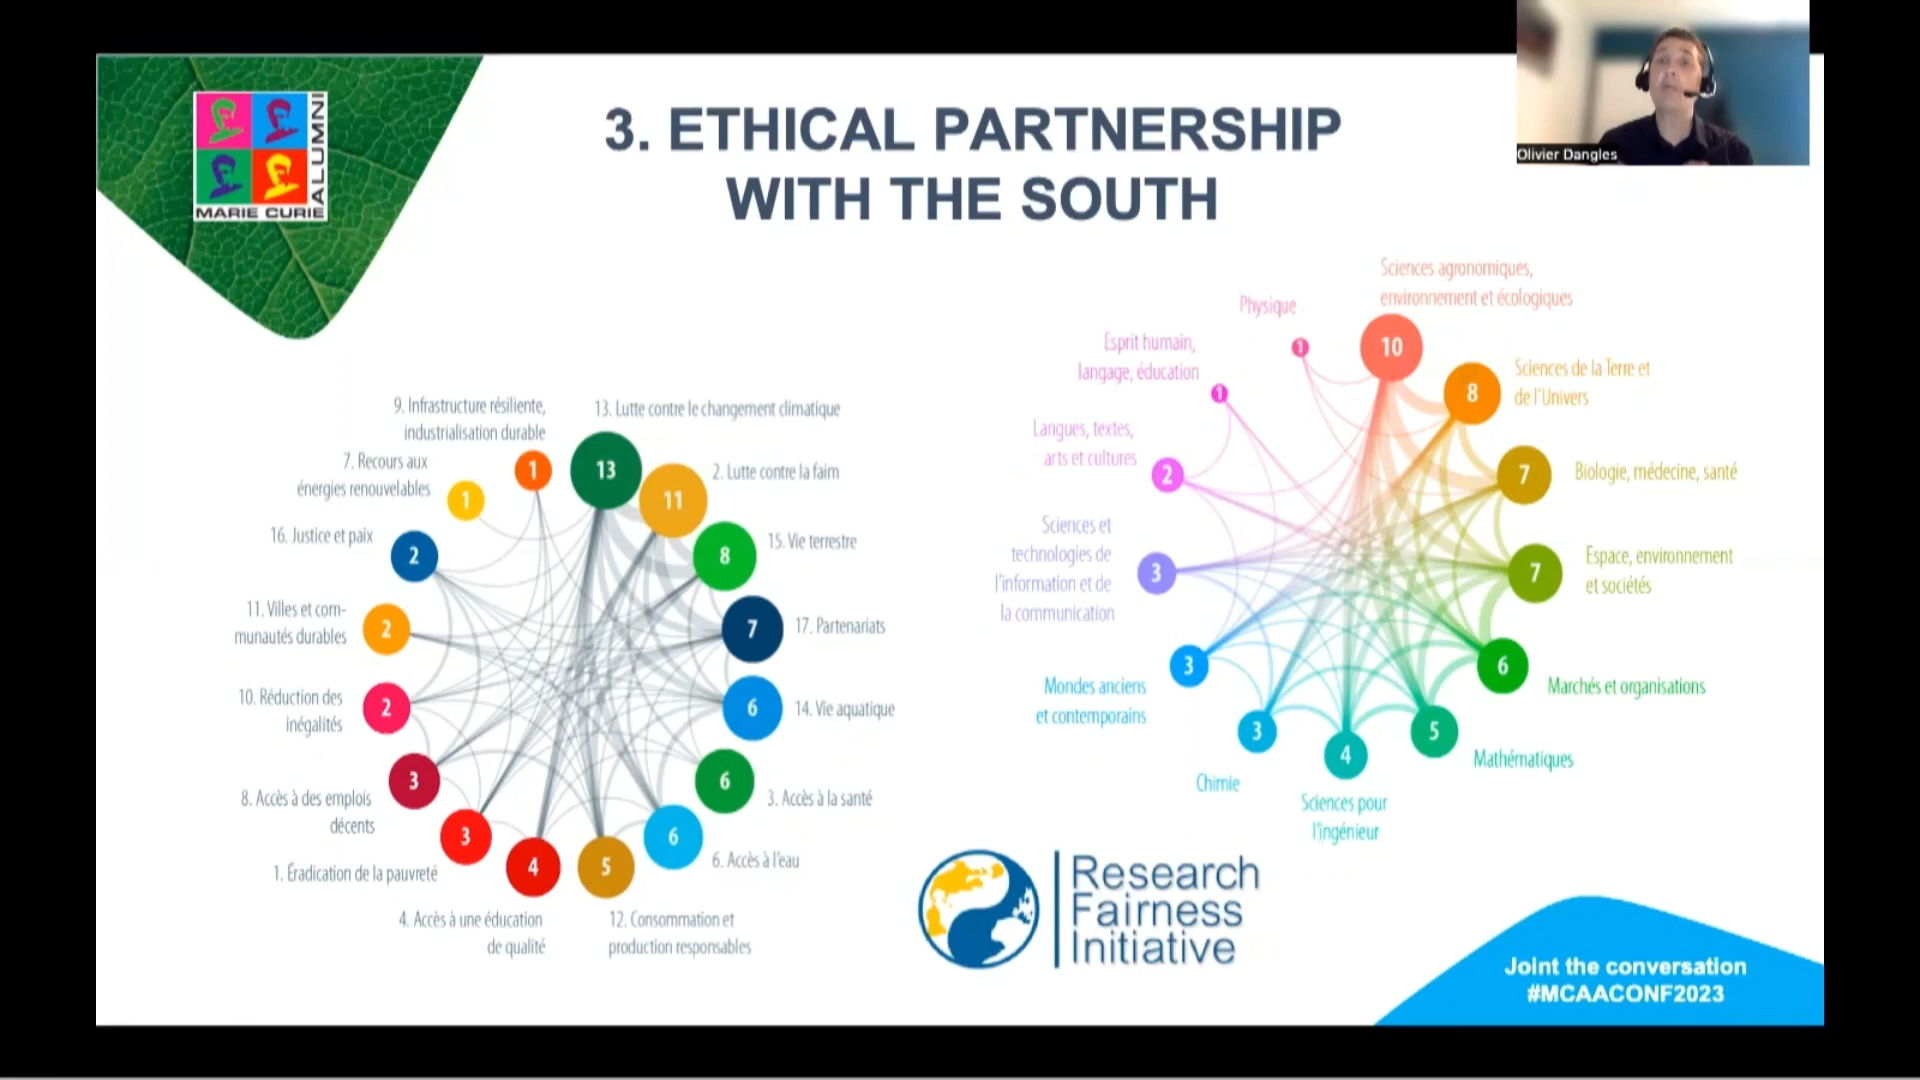 MARIE CURIE
ALUMNI
3. ETHICAL PARTNERSHIP
WITH THE SOUTH
Olivier Dangles
9. Infrastructure résiliente,
industrialisation durable
1
13. Lutte contre le changement climatique
13
7. Recours aux
énergies renouvelables
1
2. Lutte contre la faim
11
16. Justice et paix
2
15. Vie terrestre
8
11. Villes et com-
munautés durables
2
17. Partenariats
7
10. Réduction des
inégalités
2
14. Vie aquatique
6
8. Accès à des emplois
décents
3
3. Accès à la santé
6
1. Éradication de la pauvreté
3
6. Accès à l'eau
6
4. Accès à une éducation
de qualité
4
12. Consommation et
production responsables
5
Sciences agronomiques,
environnement et écologiques
10
Physique
1
Esprit humain,
langage, éducation
1
Sciences de la Terre et
de l'Univers
8
Langues, textes,
arts et cultures
2
Biologie, médecine, santé
7
Sciences et
technologies de
l'information et de
la communication
3
Espace, environnement
et sociétés
7
Mondes anciens
et contemporains
3
Marchés et organisations
6
Chimie
3
Sciences pour
l'ingénieur
4
Mathématiques
5
Research
Fairness
Initiative
Joint the conversation
#MCAACONF2023